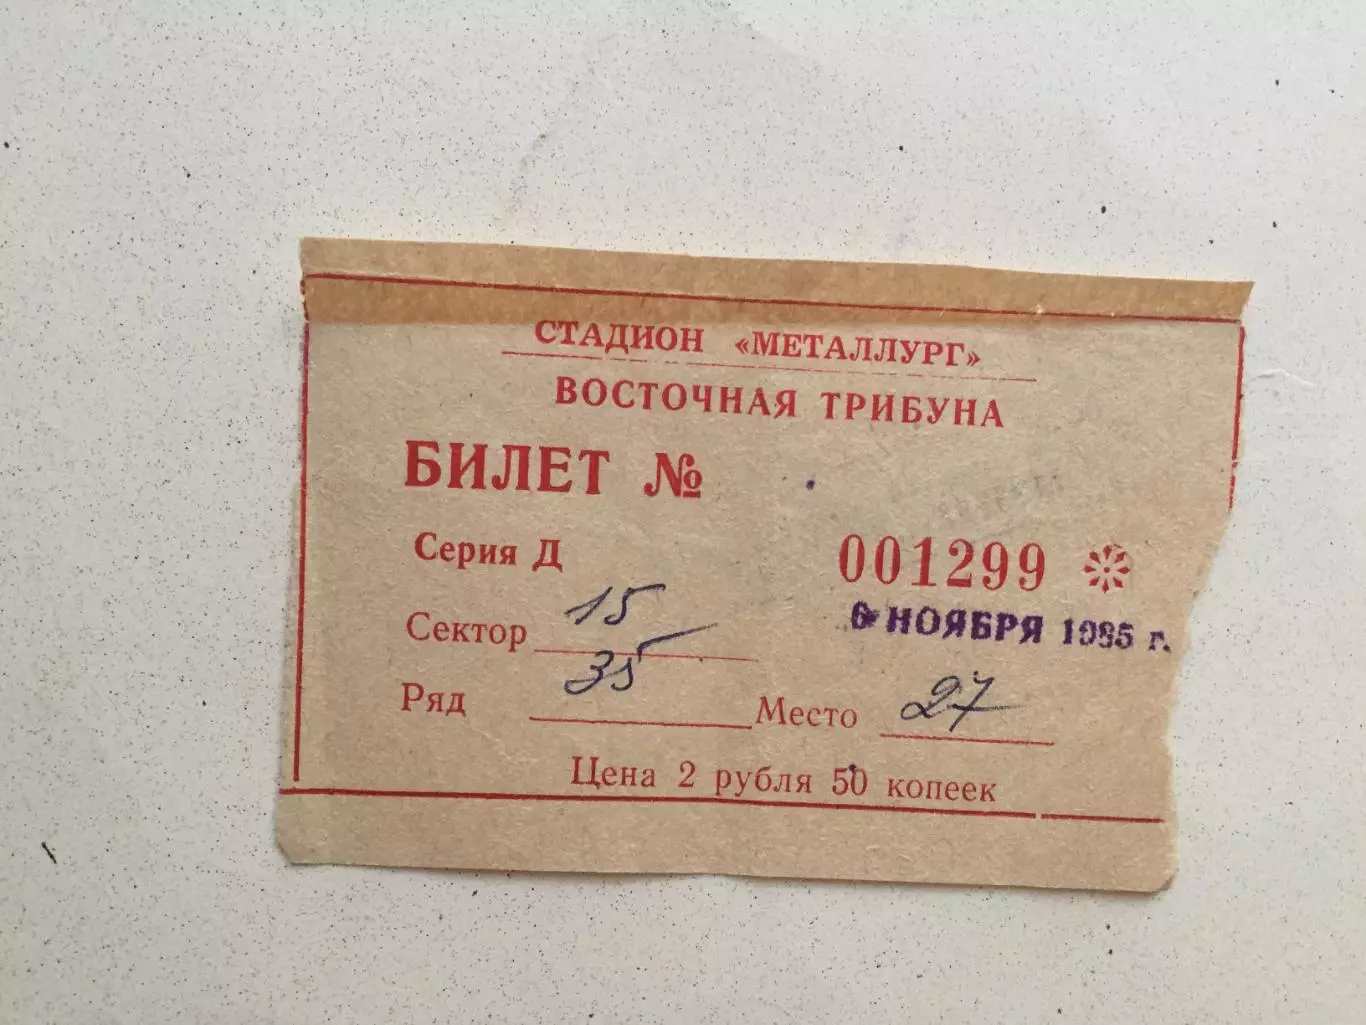 СТАДИОН «МЕТАЛЛУРГ»
ВОСТОЧНАЯ ТРИБУНА
БИЛЕТ №
Серия Д 001299
6 НОЯБРЯ 1985 г.
Сектор 15
Ряд 35 Место 27
Цена 2 рубля 50 копеек